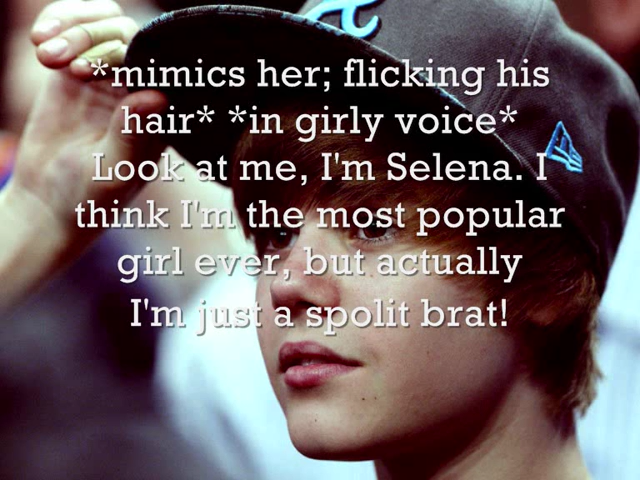 *mimics her; flicking his
hair* *in girly voice*
Look at me, I'm Selena. I
think I'm the most popular
girl ever, but actually
I'm just a spolit brat!